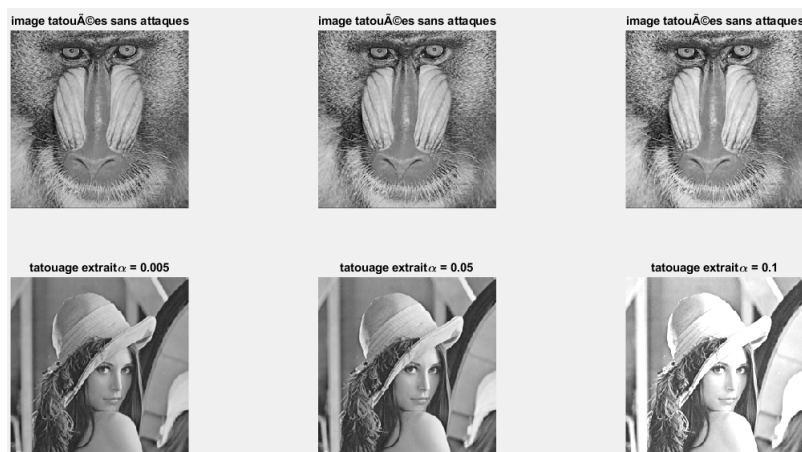 image tatouÃ©es sans attaques
image tatouÃ©es sans attaques
image tatouÃ©es sans attaques
tatouage extraitα = 0.005
tatouage extraitα = 0.05
tatouage extraitα = 0.1